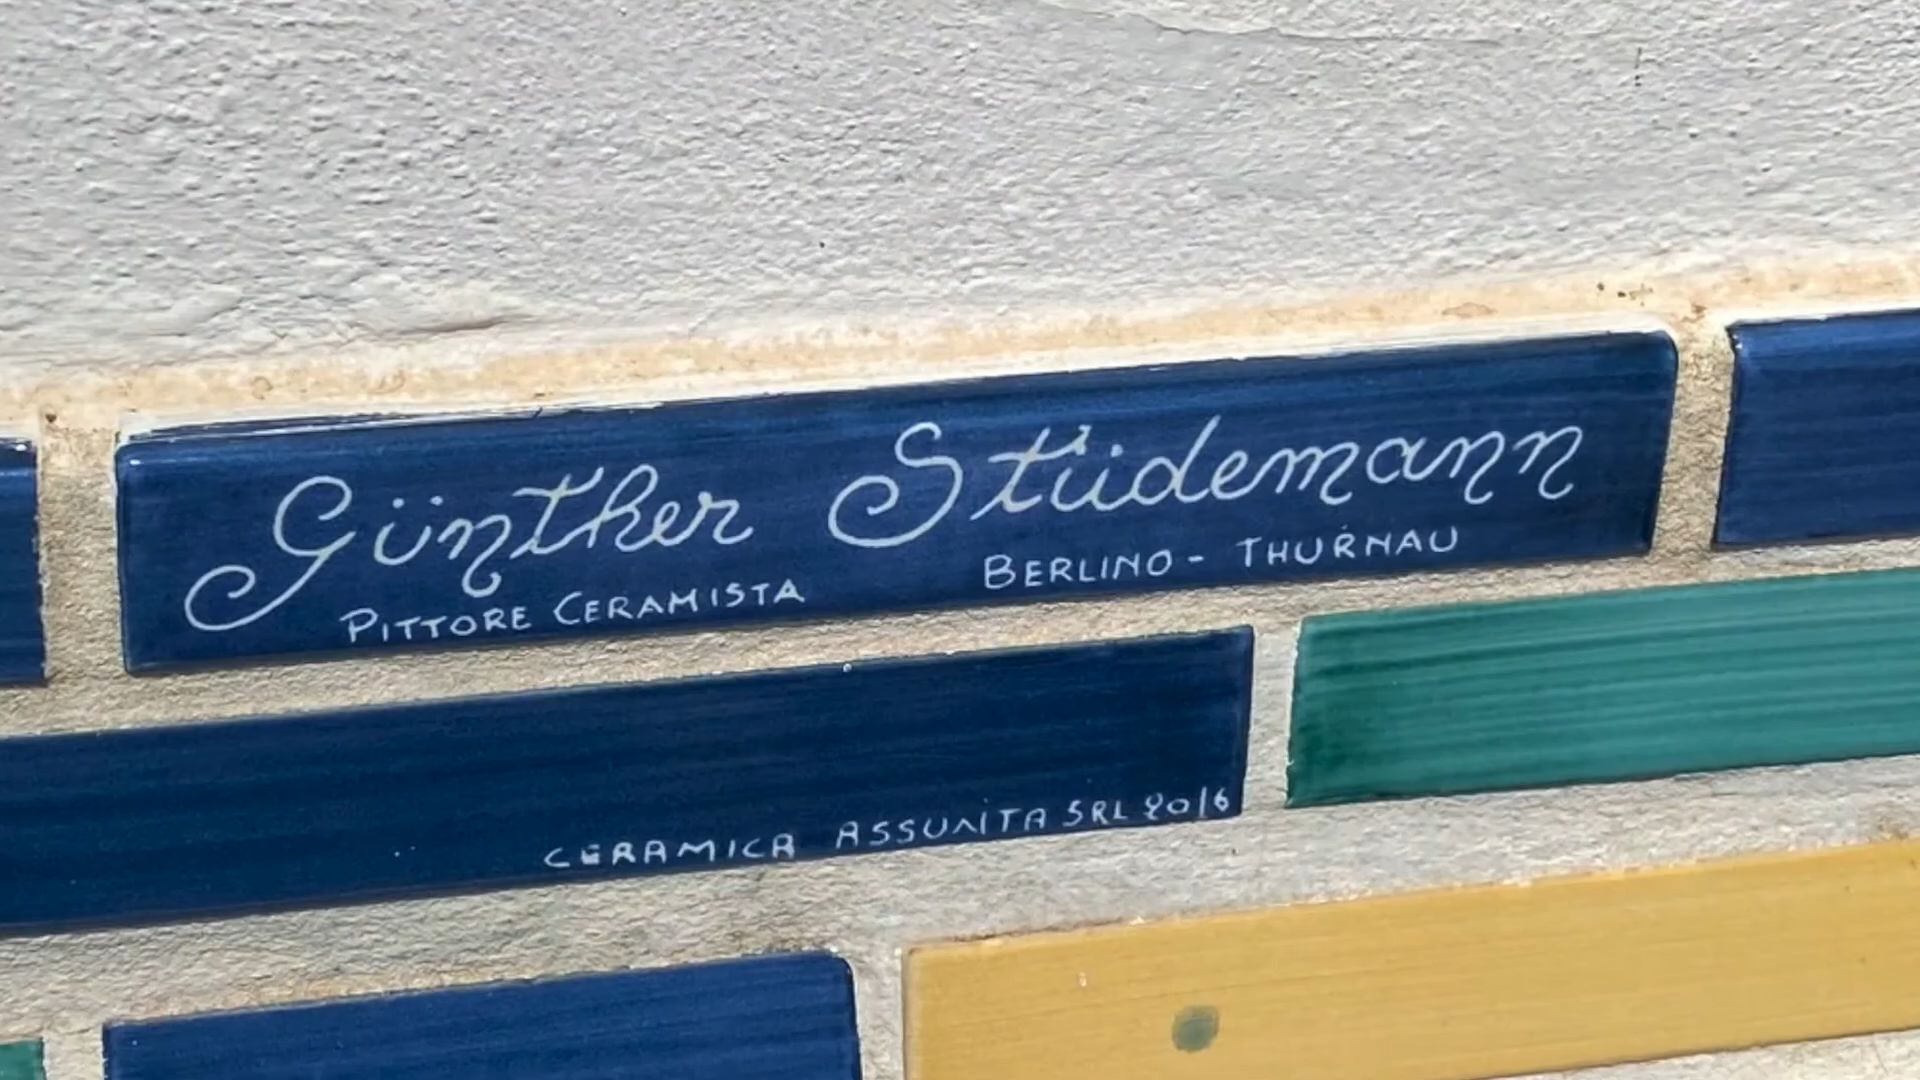 Günther Stüdemann
PITTORE CERAMISTA BERLINO - THURNAU
CERAMICA ASSUNTA SRL 2016